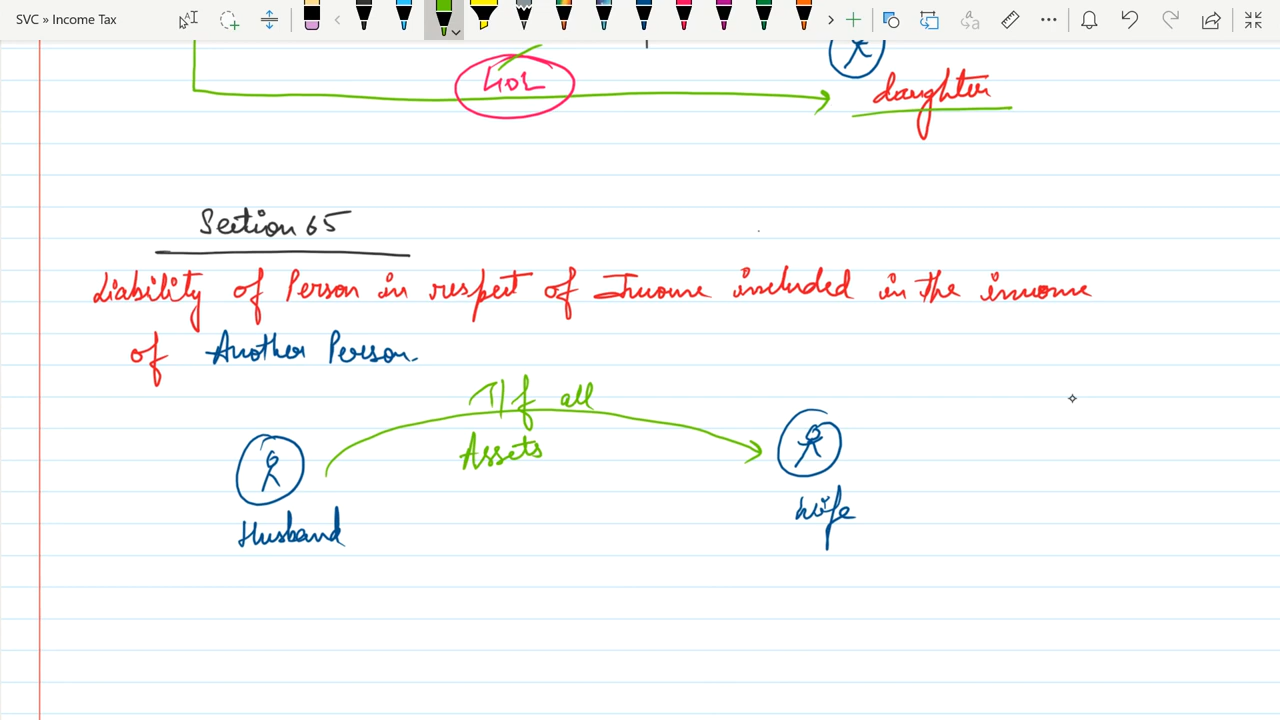 SVC » Income Tax
daughter
Section 65
Liability of Person in respect of Income included in the income
of Another Person.
T/f all
Assets
Husband
Wife